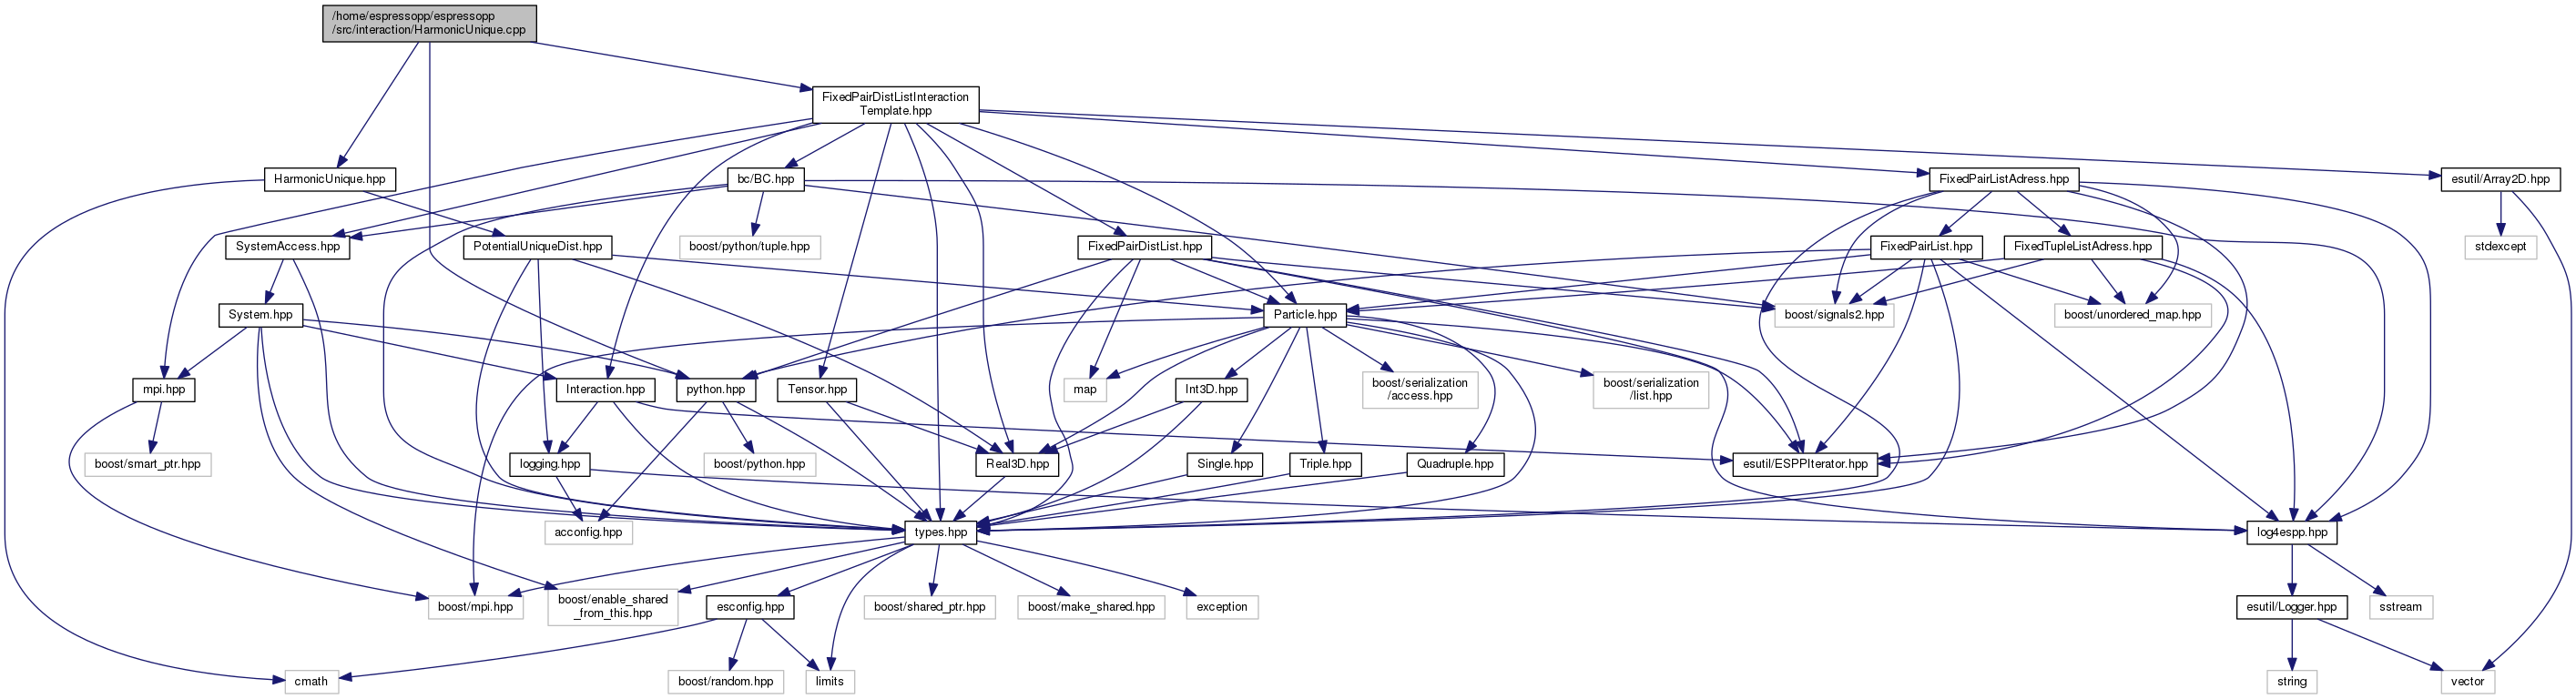 /home/espressopp/espressopp
/src/interaction/HarmonicUnique.cpp
FixedPairDistListInteraction
Template.hpp
HarmonicUnique.hpp
bc/BC.hpp
FixedPairListAdress.hpp
esutil/Array2D.hpp
SystemAccess.hpp
PotentialUniqueDist.hpp
boost/python/tuple.hpp
FixedPairDistList.hpp
FixedPairList.hpp
FixedTupleListAdress.hpp
stdexcept
System.hpp
Particle.hpp
boost/signals2.hpp
boost/unordered_map.hpp
mpi.hpp
Interaction.hpp
python.hpp
Tensor.hpp
map
Int3D.hpp
boost/serialization
/access.hpp
boost/serialization
/list.hpp
boost/smart_ptr.hpp
logging.hpp
boost/python.hpp
Real3D.hpp
Single.hpp
Triple.hpp
Quadruple.hpp
esutil/ESPPIterator.hpp
acconfig.hpp
types.hpp
log4espp.hpp
boost/mpi.hpp
boost/enable_shared
_from_this.hpp
esconfig.hpp
boost/shared_ptr.hpp
boost/make_shared.hpp
exception
esutil/Logger.hpp
sstream
cmath
boost/random.hpp
limits
string
vector